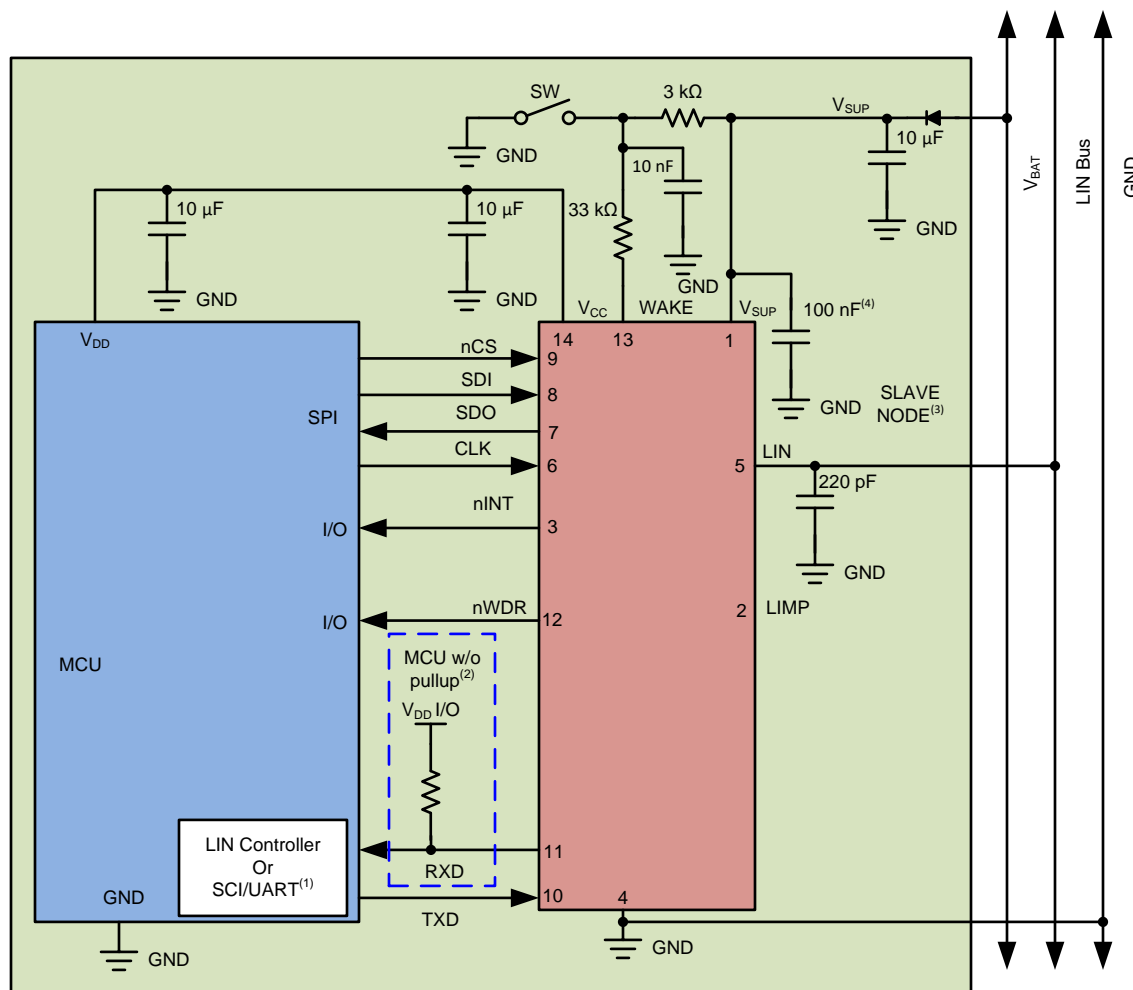 SW
3 kΩ
VSUP
10 µF
GND
10 nF
GND
33 kΩ
GND
10 µF
GND
10 µF
GND
VBAT
LIN Bus
GND
VDD
VCC
WAKE
VSUP
100 nF(4)
GND
14
13
1
nCS
9
SDI
8
SPI
SDO
7
CLK
6
SLAVE
NODE(3)
LIN
5
220 pF
GND
nINT
I/O
3
nWDR
I/O
12
2
LIMP
MCU
MCU w/o
pullup(2)
VDD I/O
LIN Controller
Or
SCI/UART(1)
11
RXD
10
TXD
4
GND
GND
GND